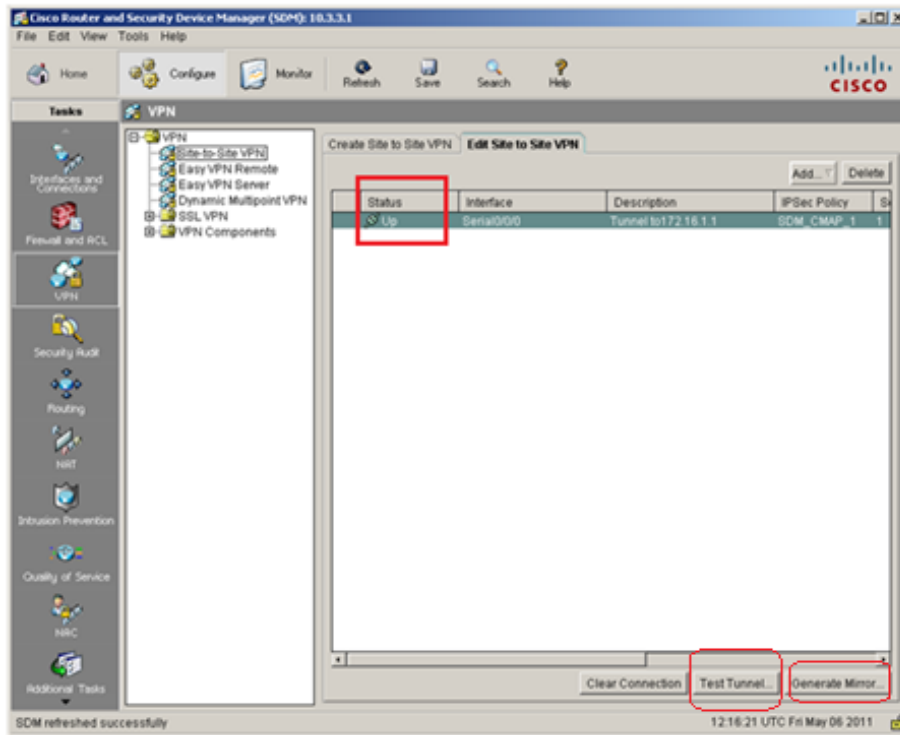 Cisco Router and Security Device Manager (SDM): 10.3.3.1
File Edit View Tools Help
Home Configure Monitor Refresh Save Search Help
CISCO
Tasks
VPN
Interfaces and Connections
Firewall and ACL
VPN
Security Audit
Routing
NAT
Intrusion Prevention
Quality of Service
NAC
Additional Tasks
VPN
Site-to-Site VPN
Easy VPN Remote
Easy VPN Server
Dynamic Multipoint VPN
SSL VPN
VPN Components
Create Site to Site VPN Edit Site to Site VPN
Add... Delete
Status Interface Description IPSec Policy
Up Serial0/0/0 Tunnel to172.16.1.1 SDM_CMAP_1 1
Clear Connection Test Tunnel... Generate Mirror...
SDM refreshed successfully
12:16:21 UTC Fri May 06 2011